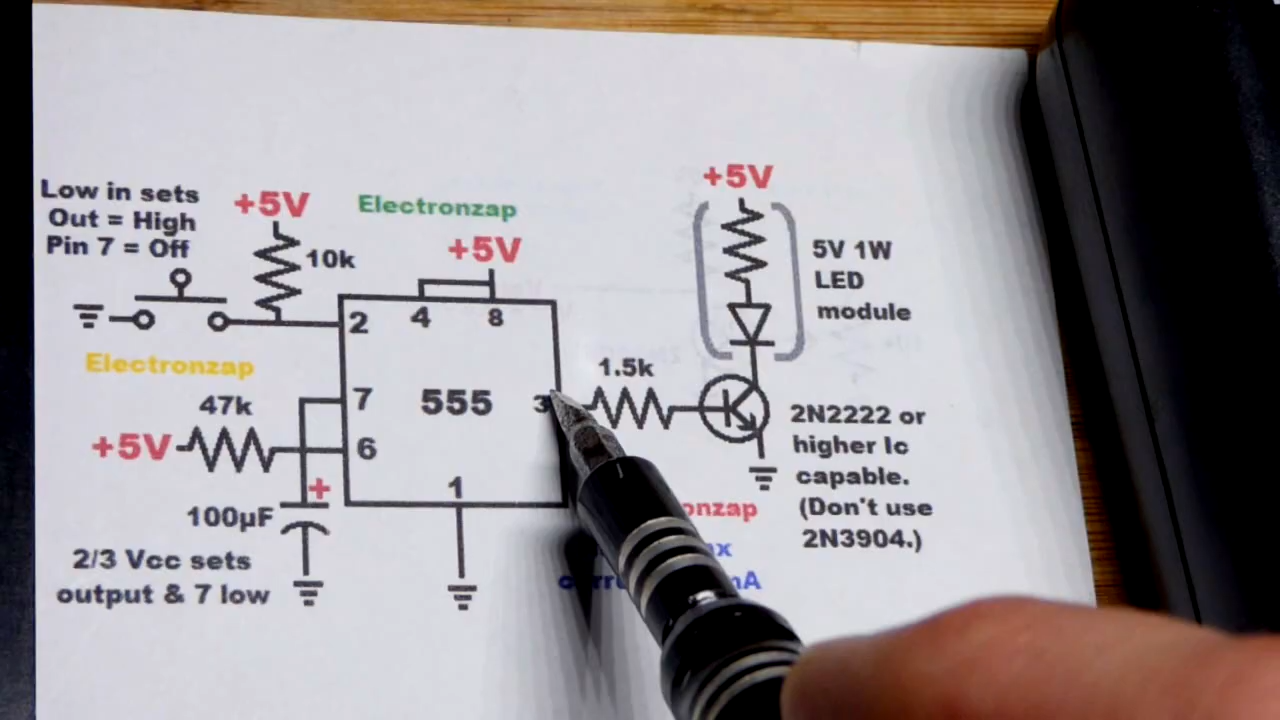 Low in sets
Out = High
Pin 7 = Off
+5V
10k
Electronzap
+5V
+5V
5V 1W
LED
module
2
4
8
Electronzap
47k
+5V
7
555
3
6
1
1.5k
2N2222 or
higher Ic
capable.
(Don't use
2N3904.)
+
100µF
2/3 Vcc sets
output & 7 low